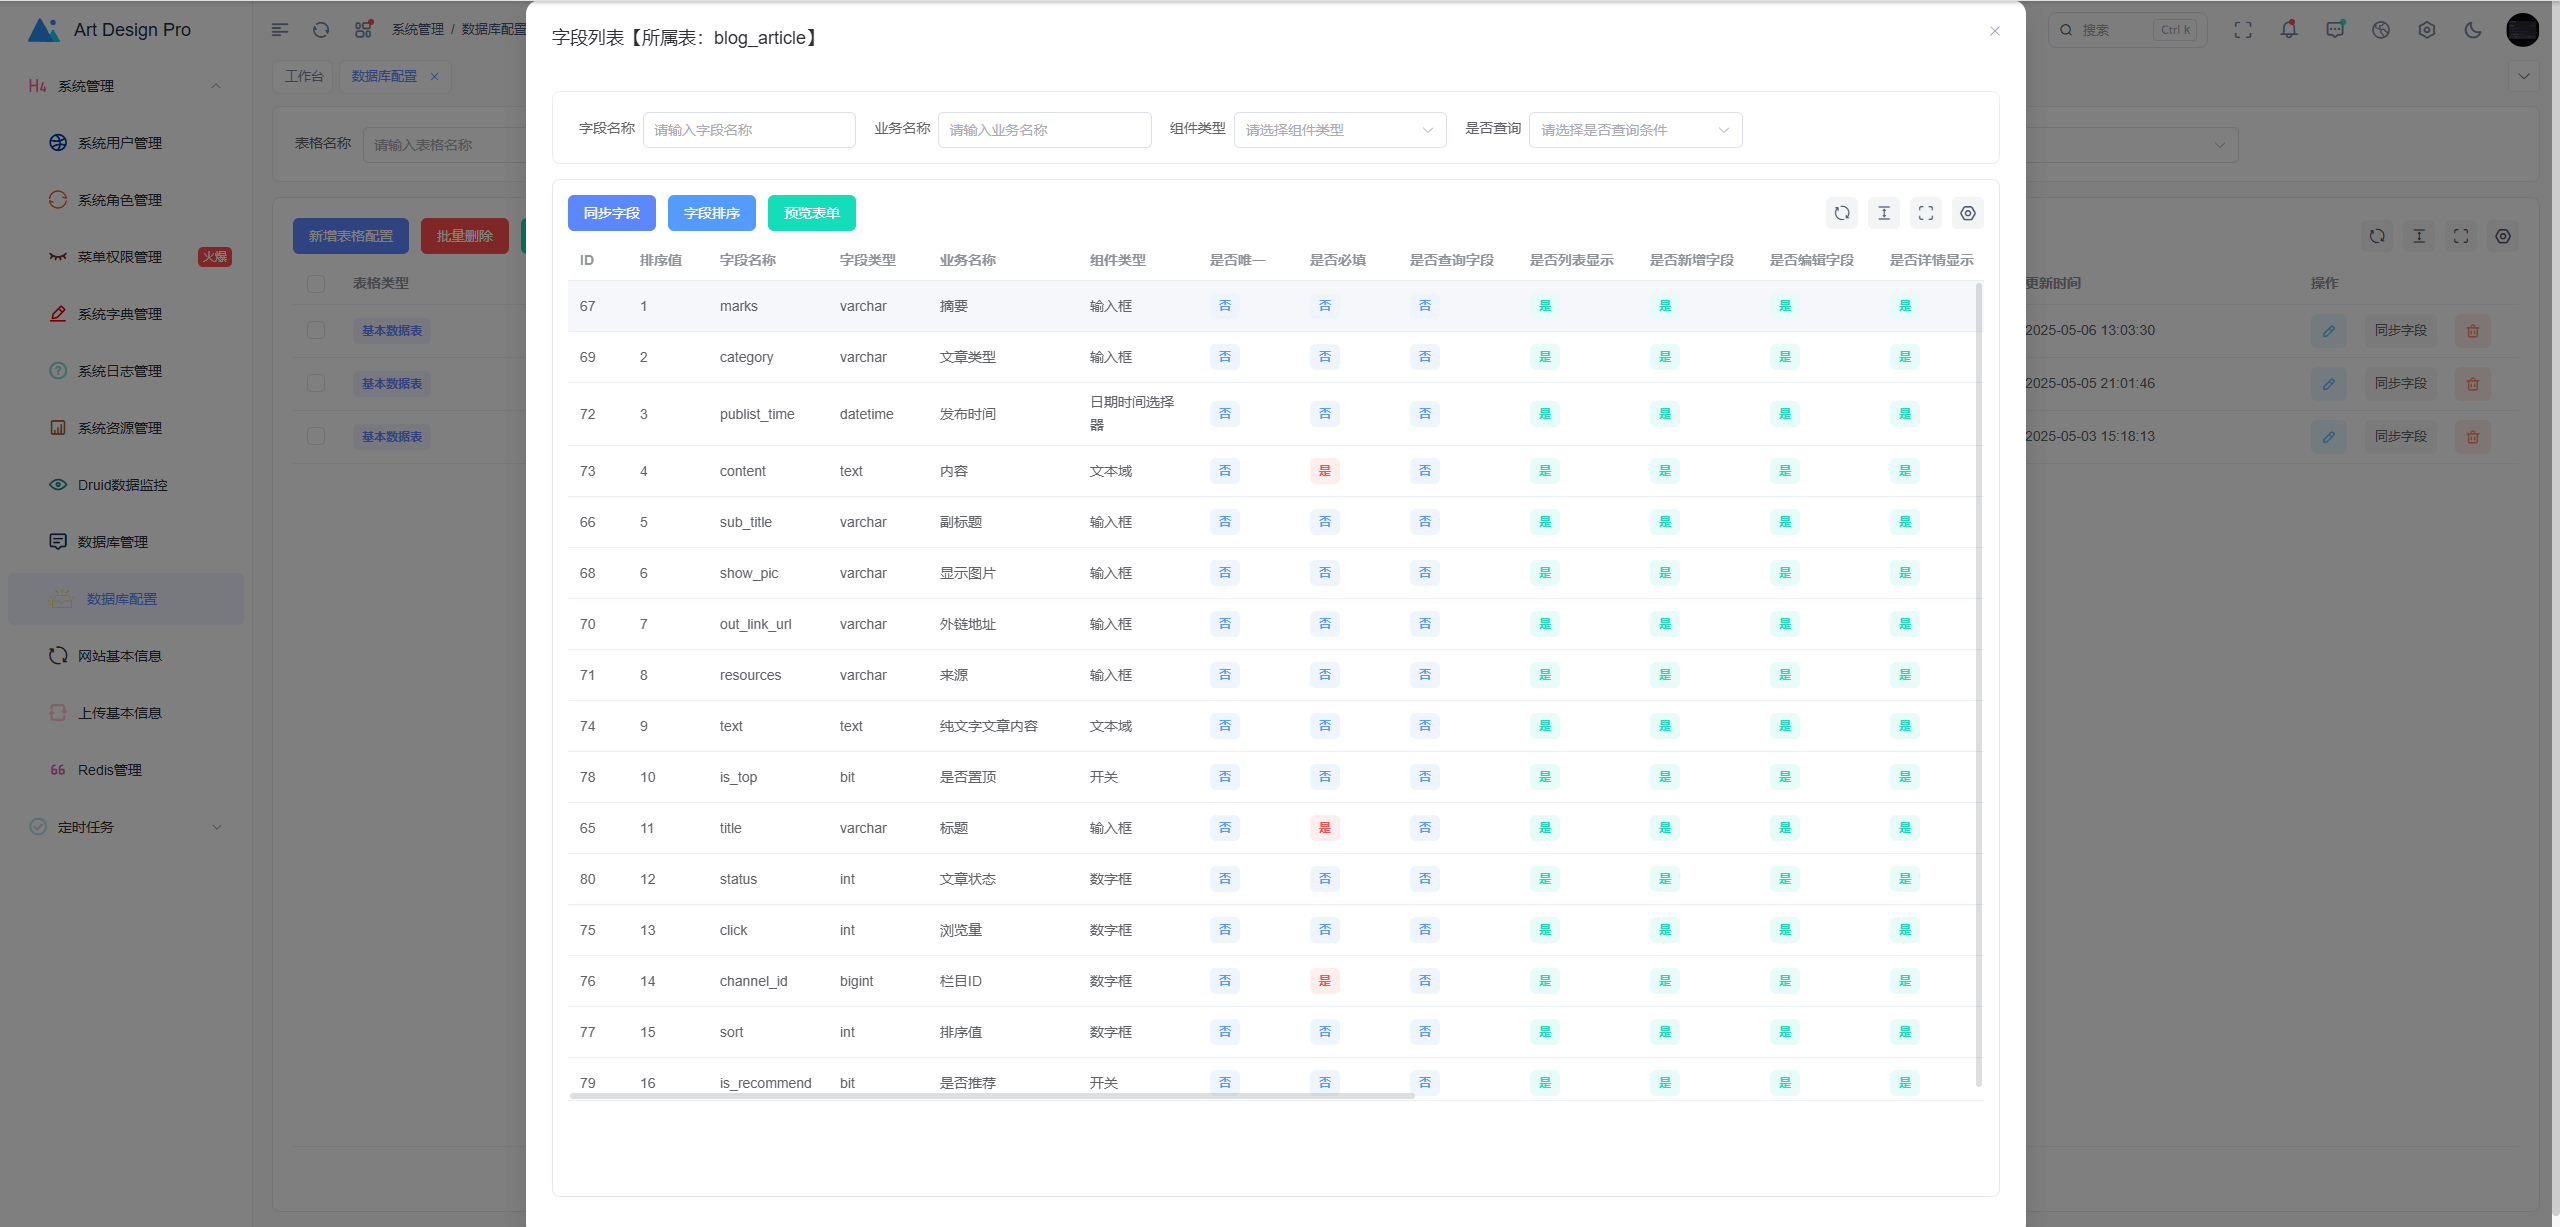 Art Design Pro
系统管理 / 数据库配置
搜索 Ctrl k
工作台 数据库配置
系统管理
系统用户管理
系统角色管理
菜单权限管理 火爆
系统字典管理
系统日志管理
系统资源管理
Druid数据监控
数据库管理
数据库配置
网站基本信息
上传基本信息
Redis管理
定时任务
表格名称 请输入表格名称
新增表格配置 批量删除
表格类型 更新时间 操作
基本数据表 2025-05-06 13:03:30 同步字段
基本数据表 2025-05-05 21:01:46 同步字段
基本数据表 2025-05-03 15:18:13 同步字段
字段列表【所属表：blog_article】
字段名称 请输入字段名称 业务名称 请输入业务名称 组件类型 请选择组件类型 是否查询 请选择是否查询条件
同步字段 字段排序 预览表单
ID 排序值 字段名称 字段类型 业务名称 组件类型 是否唯一 是否必填 是否查询字段 是否列表显示 是否新增字段 是否编辑字段 是否详情显示
67 1 marks varchar 摘要 输入框 否 否 否 是 是 是 是
69 2 category varchar 文章类型 输入框 否 否 否 是 是 是 是
72 3 publist_time datetime 发布时间 日期时间选择器 否 否 否 是 是 是 是
73 4 content text 内容 文本域 否 是 否 是 是 是 是
66 5 sub_title varchar 副标题 输入框 否 否 否 是 是 是 是
68 6 show_pic varchar 显示图片 输入框 否 否 否 是 是 是 是
70 7 out_link_url varchar 外链地址 输入框 否 否 否 是 是 是 是
71 8 resources varchar 来源 输入框 否 否 否 是 是 是 是
74 9 text text 纯文字文章内容 文本域 否 否 否 是 是 是 是
78 10 is_top bit 是否置顶 开关 否 否 否 是 是 是 是
65 11 title varchar 标题 输入框 否 是 否 是 是 是 是
80 12 status int 文章状态 数字框 否 否 否 是 是 是 是
75 13 click int 浏览量 数字框 否 否 否 是 是 是 是
76 14 channel_id bigint 栏目ID 数字框 否 是 否 是 是 是 是
77 15 sort int 排序值 数字框 否 否 否 是 是 是 是
79 16 is_recommend bit 是否推荐 开关 否 否 否 是 是 是 是